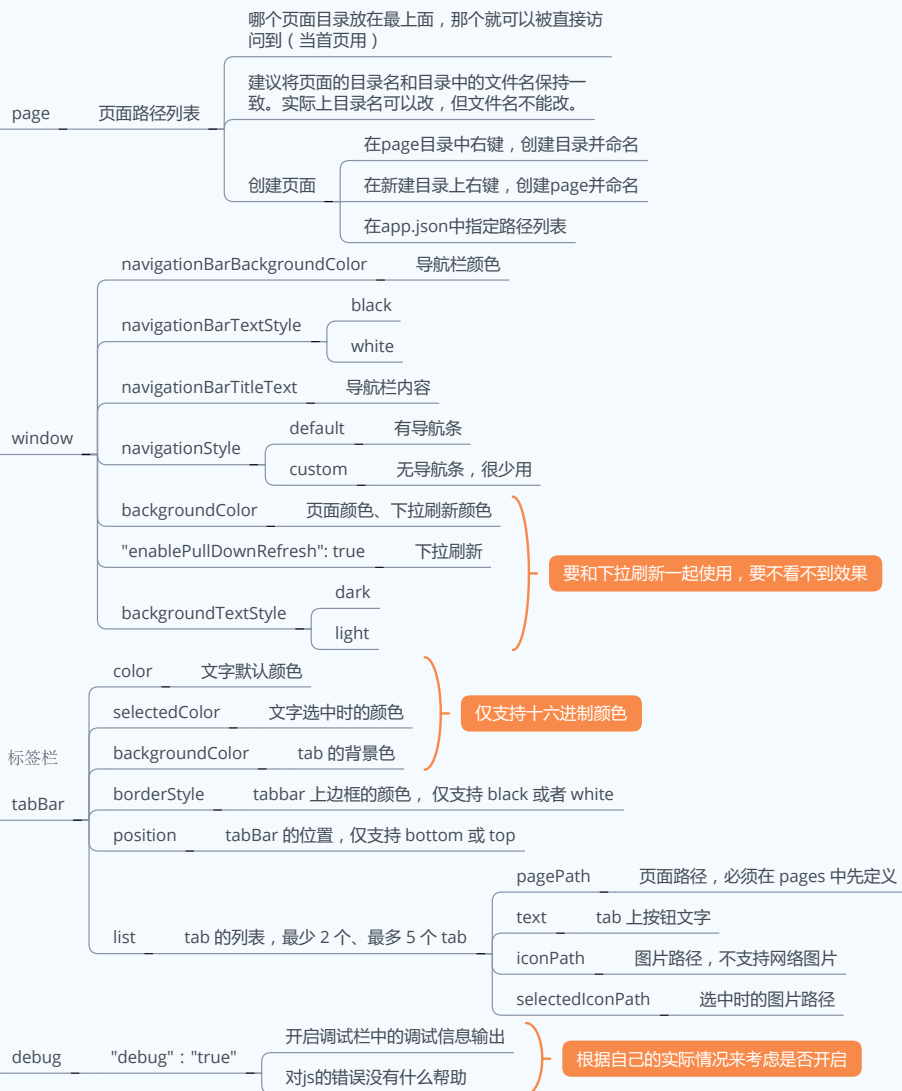 哪个页面目录放在最上面，那个就可以被直接访
问到（当首页用）
建议将页面的目录名和目录中的文件名保持一
致。实际上目录名可以改，但文件名不能改。
page
页面路径列表
在page目录中右键，创建目录并命名
创建页面
在新建目录上右键，创建page并命名
在app.json中指定路径列表
navigationBarBackgroundColor
导航栏颜色
black
navigationBarTextStyle
white
navigationBarTitleText
导航栏内容
window
default
有导航条
navigationStyle
custom
无导航条，很少用
backgroundColor
页面颜色、下拉刷新颜色
"enablePullDownRefresh": true
下拉刷新
要和下拉刷新一起使用，要不看不到效果
dark
backgroundTextStyle
light
color
文字默认颜色
selectedColor
文字选中时的颜色
仅支持十六进制颜色
backgroundColor
tab 的背景色
标签栏
tabBar
borderStyle
tabbar 上边框的颜色， 仅支持 black 或者 white
position
tabBar 的位置，仅支持 bottom 或 top
pagePath
页面路径，必须在 pages 中先定义
text
tab 上按钮文字
list
tab 的列表，最少 2 个、最多 5 个 tab
iconPath
图片路径，不支持网络图片
selectedIconPath
选中时的图片路径
开启调试栏中的调试信息输出
debug
"debug" : "true"
根据自己的实际情况来考虑是否开启
对js的错误没有什么帮助